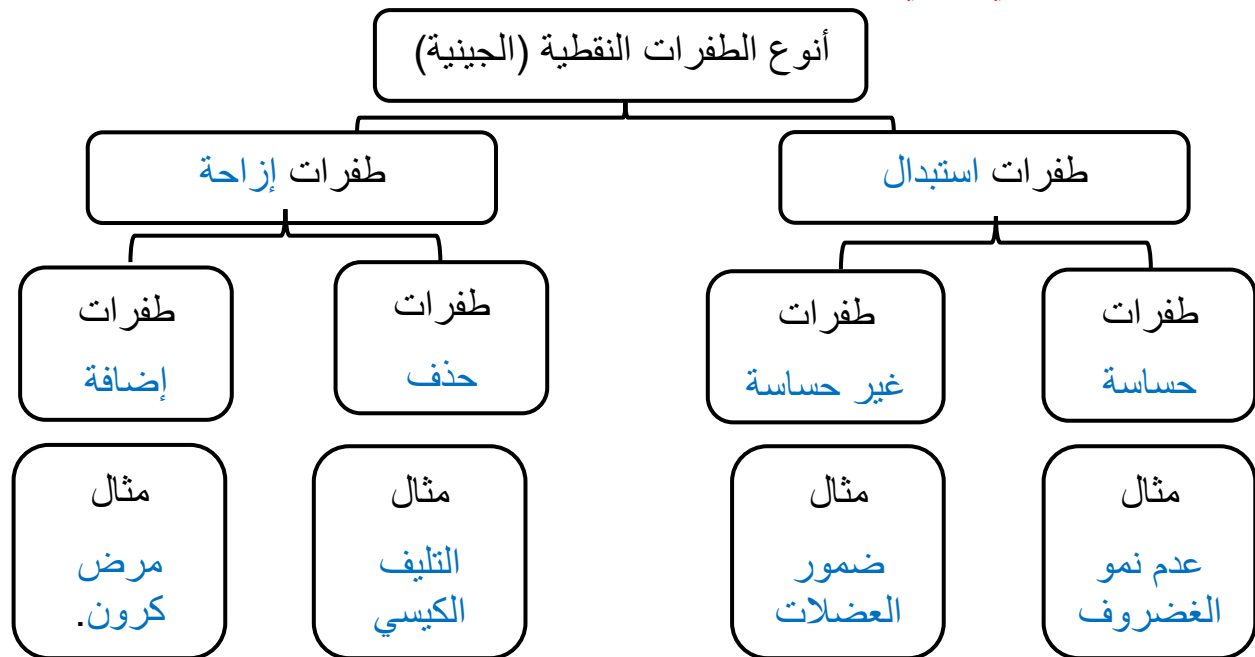 أنوع الطفرات النقطية (الجينية)
طفرات استبدال
طفرات إزاحة
طفرات
حساسة
طفرات
غير حساسة
طفرات
حذف
طفرات
إضافة
مثال
عدم نمو
الغضروف
مثال
ضمور
العضلات
مثال
التليف
الكيسي
مثال
مرض
كرون.